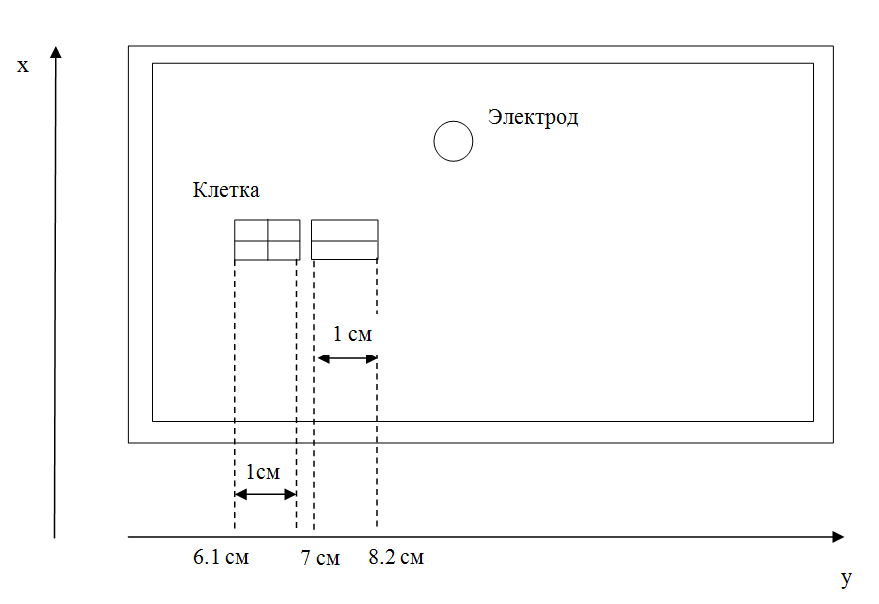 x
Электрод
Клетка
1 см
1см
6.1 см
7 см
8.2 см
y